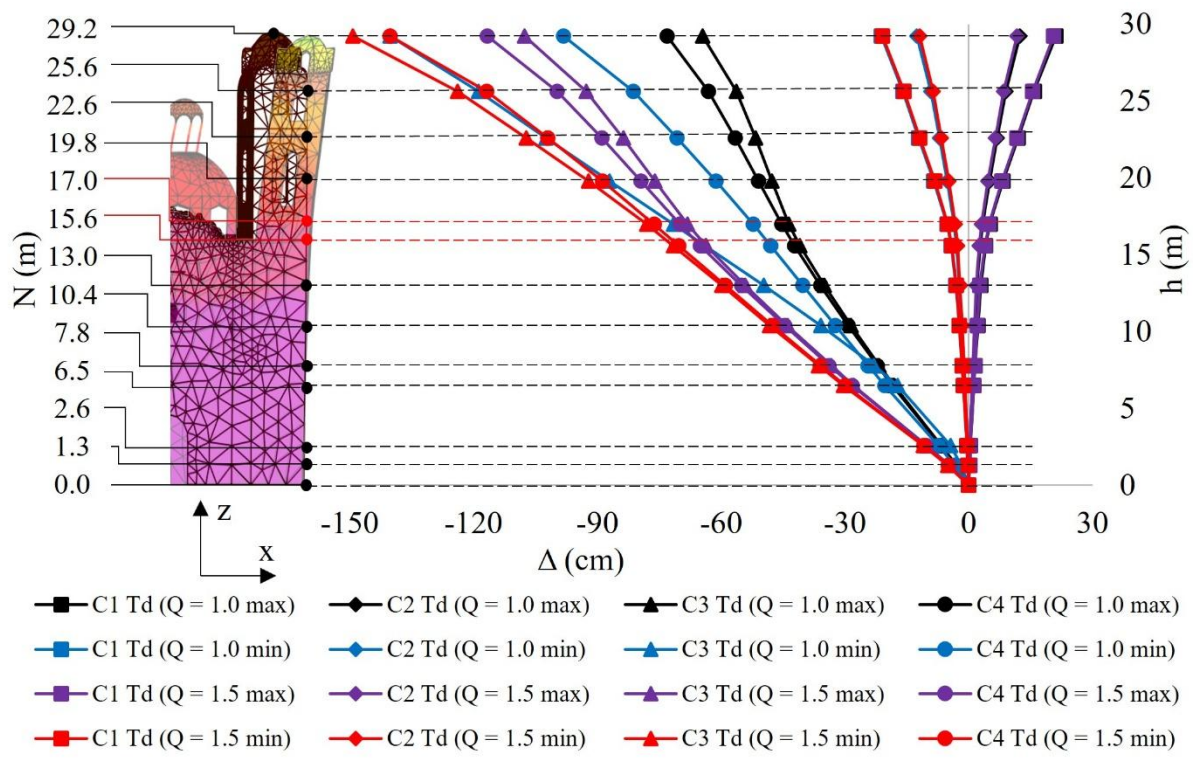 29.2
25.6
22.6
19.8
17.0
15.6
13.0
10.4
7.8
6.5
2.6
1.3
0.0
N (m)
z
x
30
25
20
15
10
5
0
h (m)
-150 -120 -90 -60 -30 0 30
Δ (cm)
C1 Td (Q = 1.0 max) C2 Td (Q = 1.0 max) C3 Td (Q = 1.0 max) C4 Td (Q = 1.0 max)
C1 Td (Q = 1.0 min) C2 Td (Q = 1.0 min) C3 Td (Q = 1.0 min) C4 Td (Q = 1.0 min)
C1 Td (Q = 1.5 max) C2 Td (Q = 1.5 max) C3 Td (Q = 1.5 max) C4 Td (Q = 1.5 max)
C1 Td (Q = 1.5 min) C2 Td (Q = 1.5 min) C3 Td (Q = 1.5 min) C4 Td (Q = 1.5 min)